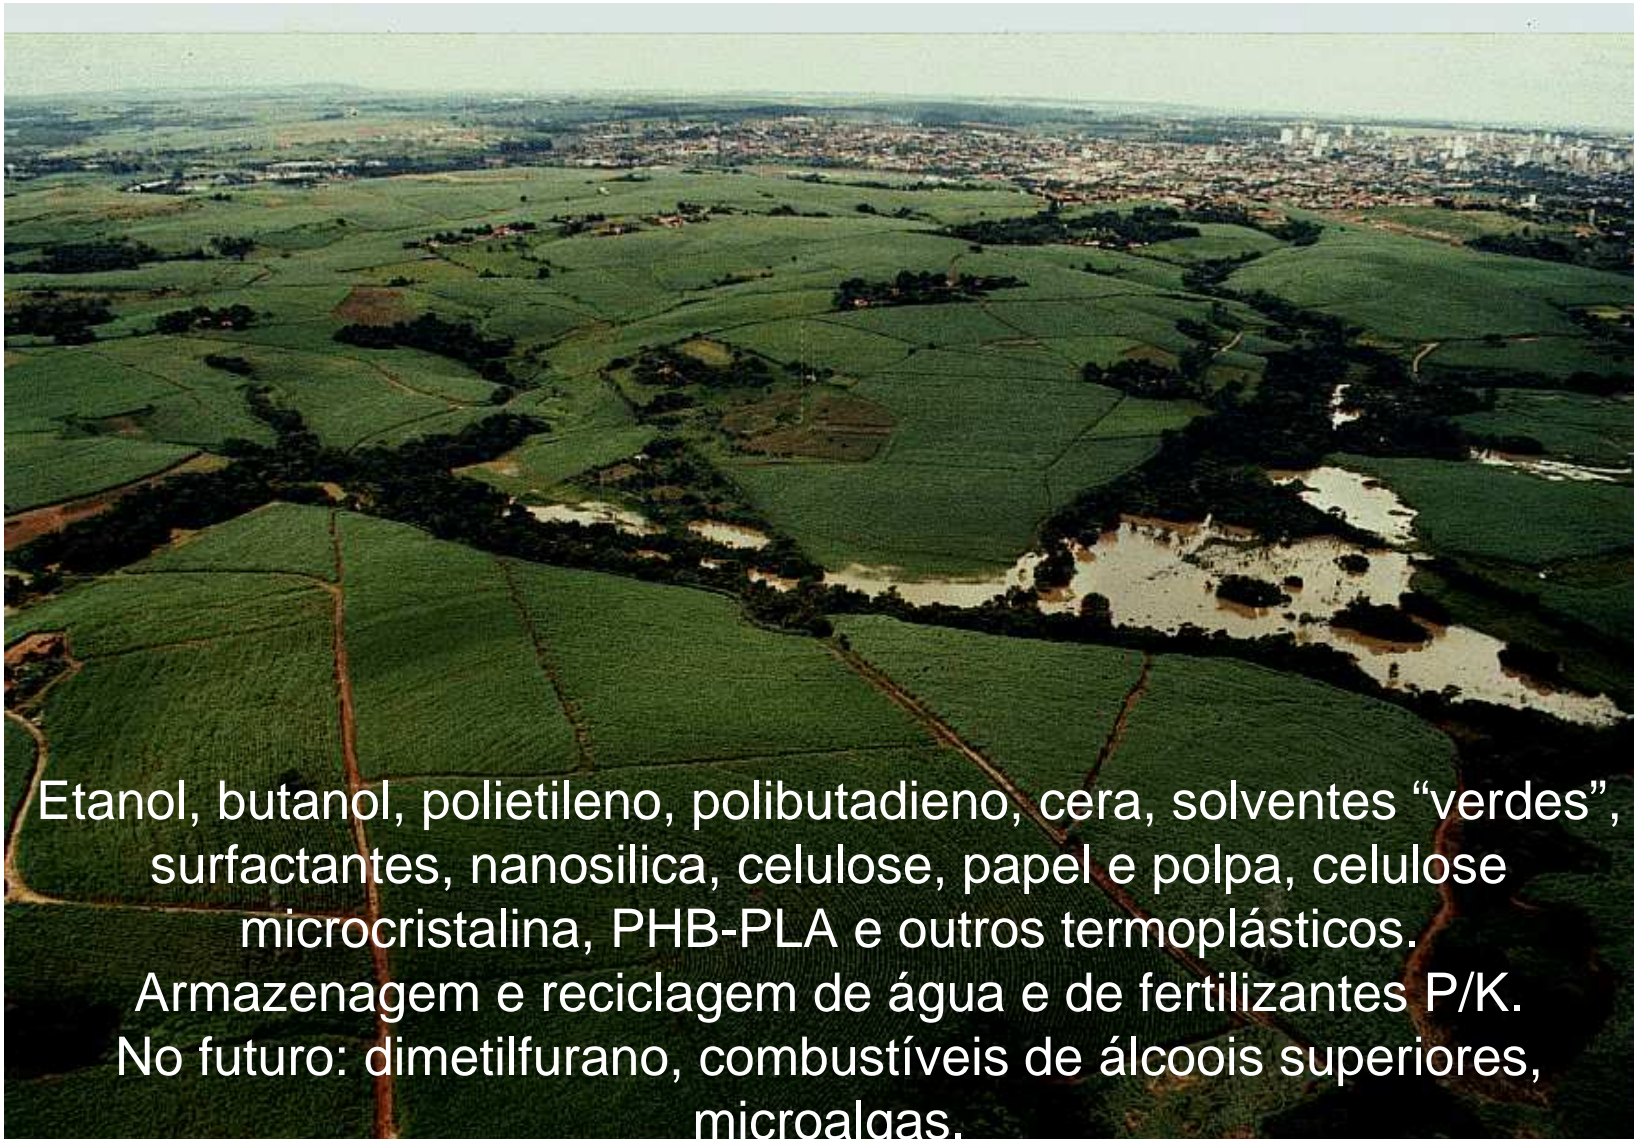 Etanol, butanol, polietileno, polibutadieno, cera, solventes “verdes”,
surfactantes, nanosilica, celulose, papel e polpa, celulose
microcristalina, PHB-PLA e outros termoplásticos.
Armazenagem e reciclagem de água e de fertilizantes P/K.
No futuro: dimetilfurano, combustíveis de álcoois superiores,
microalgas.